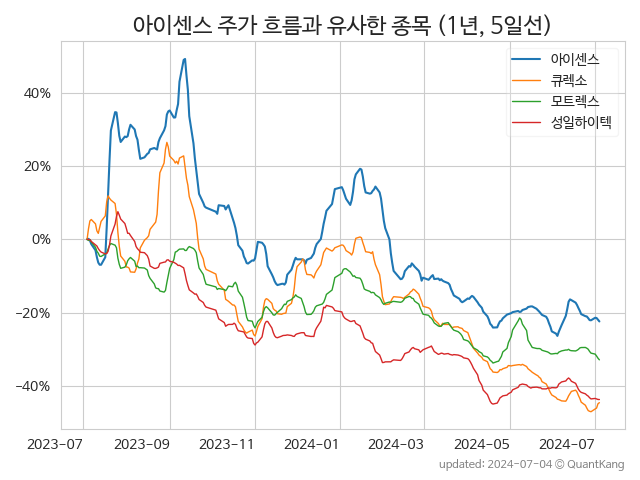 아이센스 주가 흐름과 유사한 종목 (1년, 5일선)
아이센스
큐렉소
모트렉스
성일하이텍
40%
20%
0%
−20%
−40%
2023-07
2023-09
2023-11
2024-01
2024-03
2024-05
2024-07
updated: 2024-07-04 © QuantKang